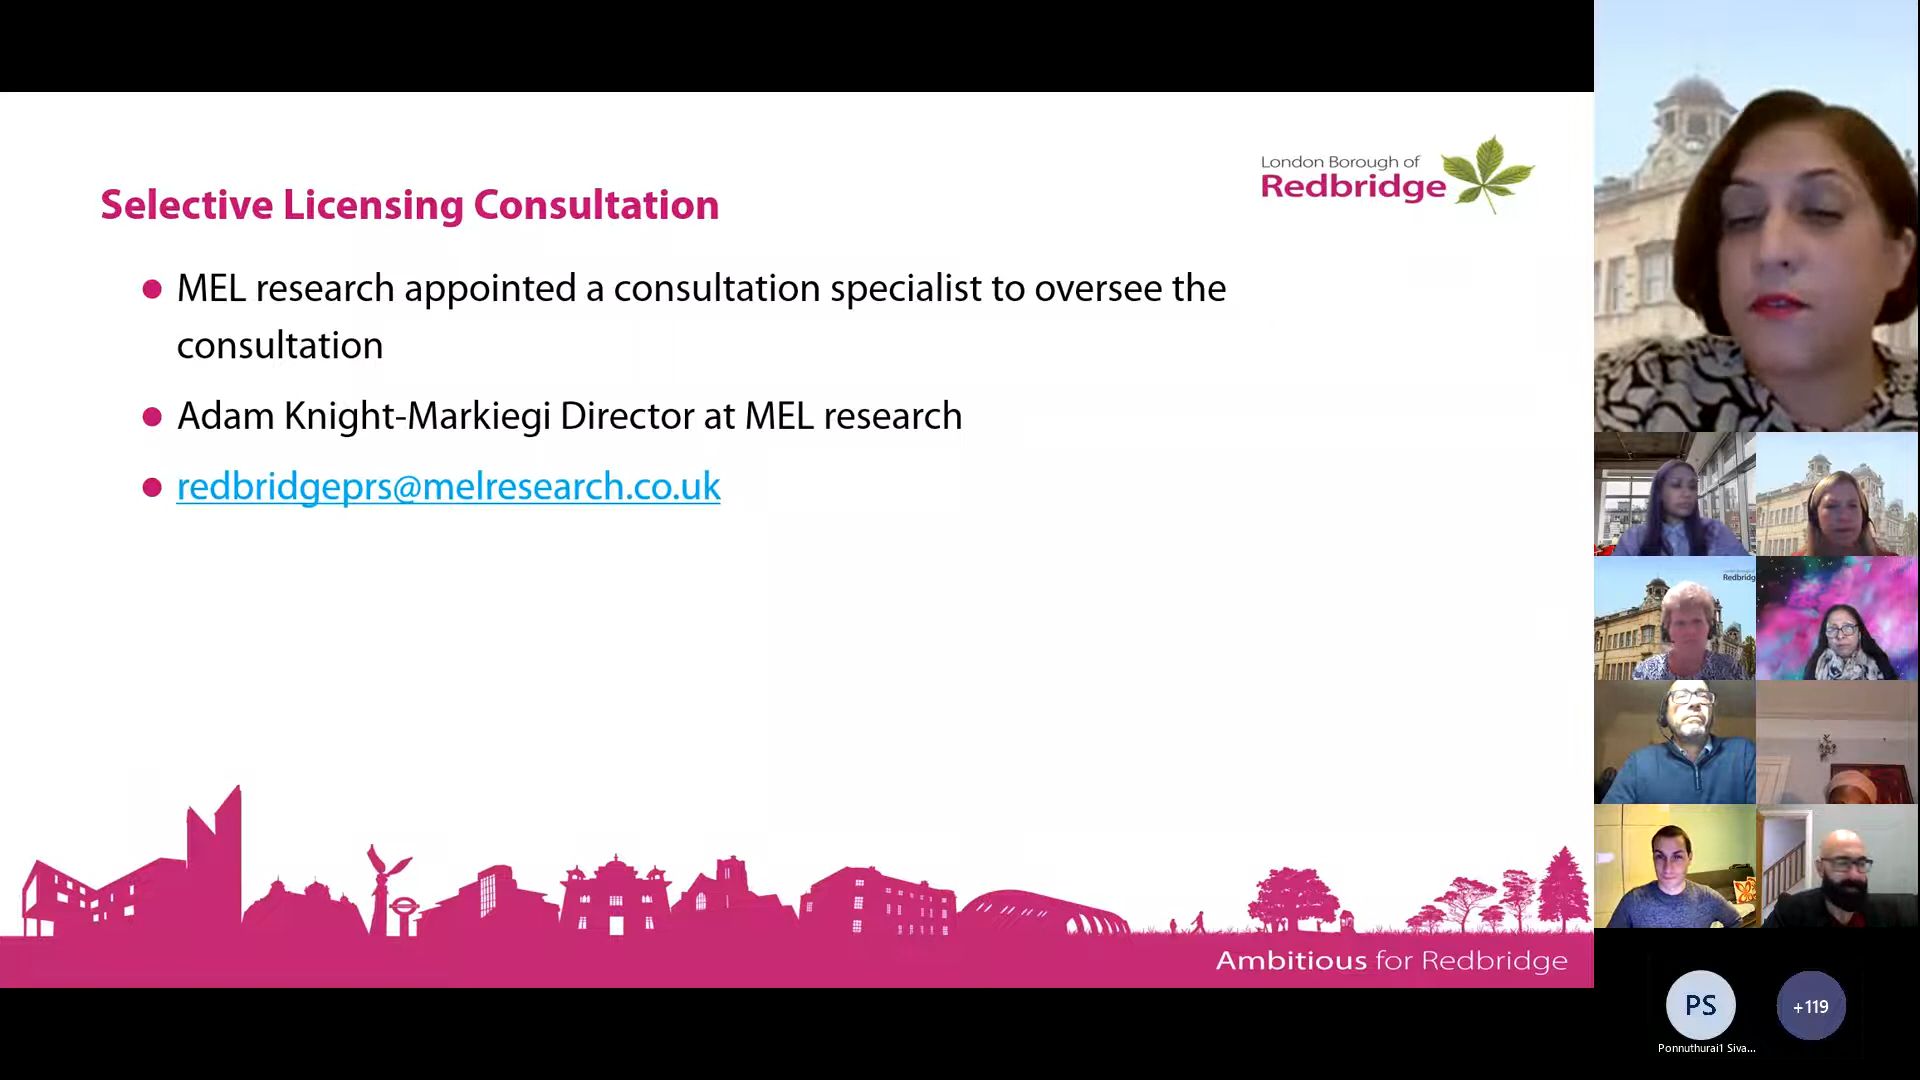 London Borough of
Redbridge
Selective Licensing Consultation
MEL research appointed a consultation specialist to oversee the
consultation
Adam Knight-Markiegi Director at MEL research
redbridgeprs@melresearch.co.uk
Ambitious for Redbridge
Redbridg
PS
+119
Ponnuthurai1 Siva...